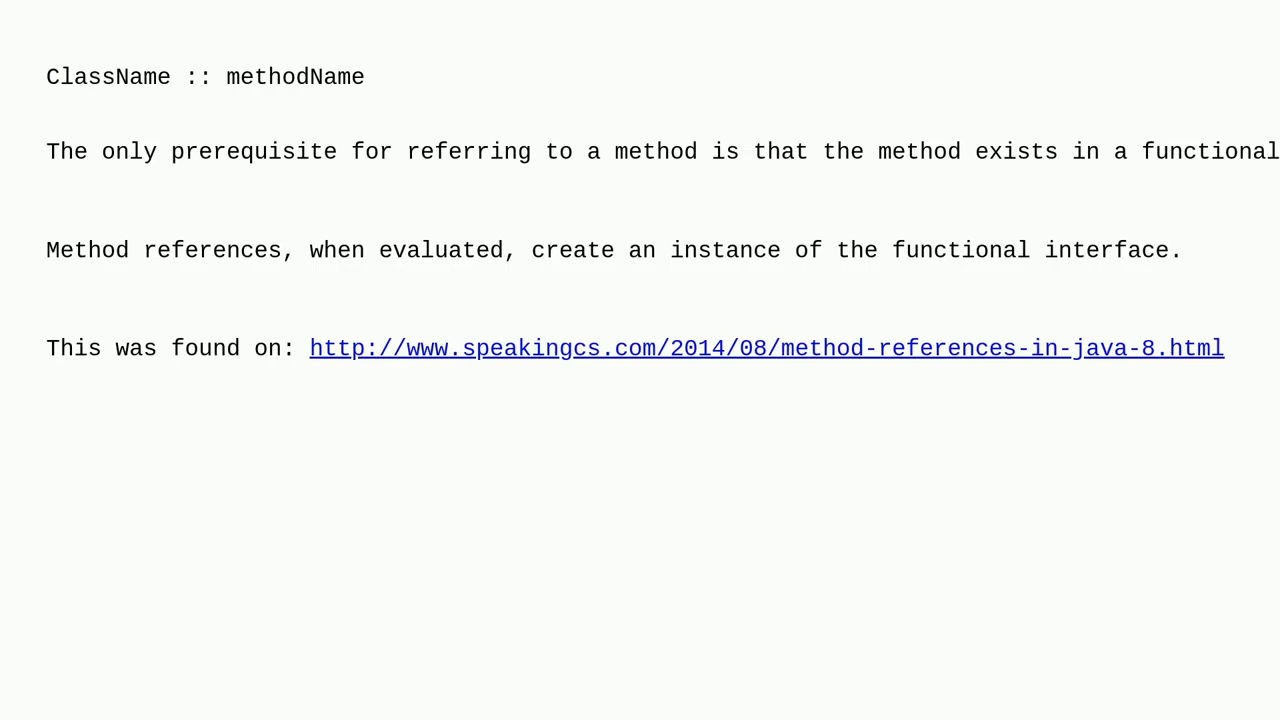 ClassName :: methodName
The only prerequisite for referring to a method is that the method exists in a functional
Method references, when evaluated, create an instance of the functional interface.
This was found on: http://www.speakingcs.com/2014/08/method-references-in-java-8.html